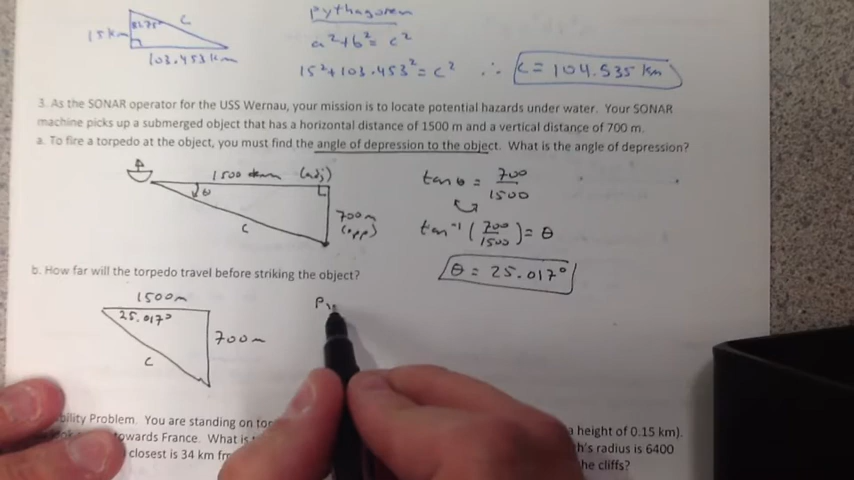 15km 81.75° c
103.453 km
pythagorean
a² + b² = c²
15² + 103.453² = c² ∴ c = 104.535 km
3. As the SONAR operator for the USS Wernau, your mission is to locate potential hazards under water. Your SONAR
machine picks up a submerged object that has a horizontal distance of 1500 m and a vertical distance of 700 m.
a. To fire a torpedo at the object, you must find the angle of depression to the object. What is the angle of depression?
1500 m (adj)
θ
700m
(opp)
c
tan θ = 700/1500
tan⁻¹ (700/1500) = θ
θ = 25.017°
b. How far will the torpedo travel before striking the object?
1500m
25.017°
700m
c
Py
bility Problem. You are standing on to
a height of 0.15 km).
towards France. What is
h's radius is 6400
closest is 34 km
he cliffs?